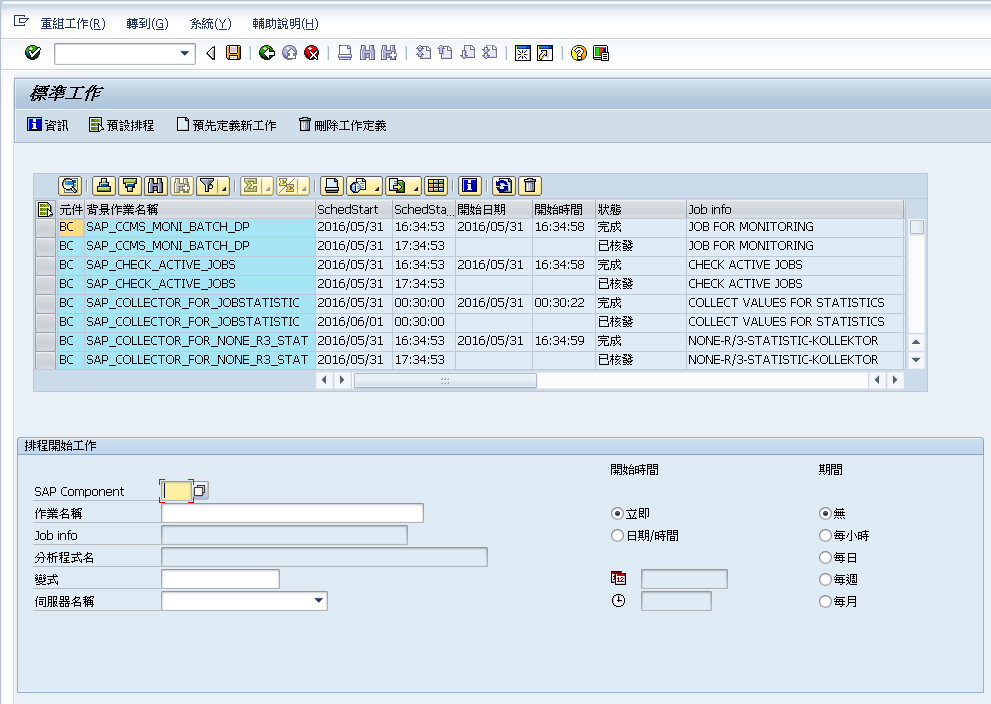 重組工作(R) 轉到(G) 系統(Y) 輔助說明(H)
標準工作
資訊 預設排程 預先定義新工作 刪除工作定義
元件 背景作業名稱 SchedStart SchedSta... 開始日期 開始時間 狀態 Job info
BC SAP_CCMS_MONI_BATCH_DP 2016/05/31 16:34:53 2016/05/31 16:34:58 完成 JOB FOR MONITORING
BC SAP_CCMS_MONI_BATCH_DP 2016/05/31 17:34:53 已核發 JOB FOR MONITORING
BC SAP_CHECK_ACTIVE_JOBS 2016/05/31 16:34:53 2016/05/31 16:34:58 完成 CHECK ACTIVE JOBS
BC SAP_CHECK_ACTIVE_JOBS 2016/05/31 17:34:53 已核發 CHECK ACTIVE JOBS
BC SAP_COLLECTOR_FOR_JOBSTATISTIC 2016/05/31 00:30:00 2016/05/31 00:30:22 完成 COLLECT VALUES FOR STATISTICS
BC SAP_COLLECTOR_FOR_JOBSTATISTIC 2016/06/01 00:30:00 已核發 COLLECT VALUES FOR STATISTICS
BC SAP_COLLECTOR_FOR_NONE_R3_STAT 2016/05/31 16:34:53 2016/05/31 16:34:59 完成 NONE-R/3-STATISTIC-KOLLEKTOR
BC SAP_COLLECTOR_FOR_NONE_R3_STAT 2016/05/31 17:34:53 已核發 NONE-R/3-STATISTIC-KOLLEKTOR
排程開始工作
開始時間 期間
SAP Component
作業名稱 立即 無
Job info 日期/時間 每小時
分析程式名 每日
變式 12 每週
伺服器名稱 每月